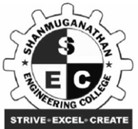 SHANMUGANATHAN
S
E C
ENGINEERING COLLEGE
STRIVE-EXCEL-CREATE